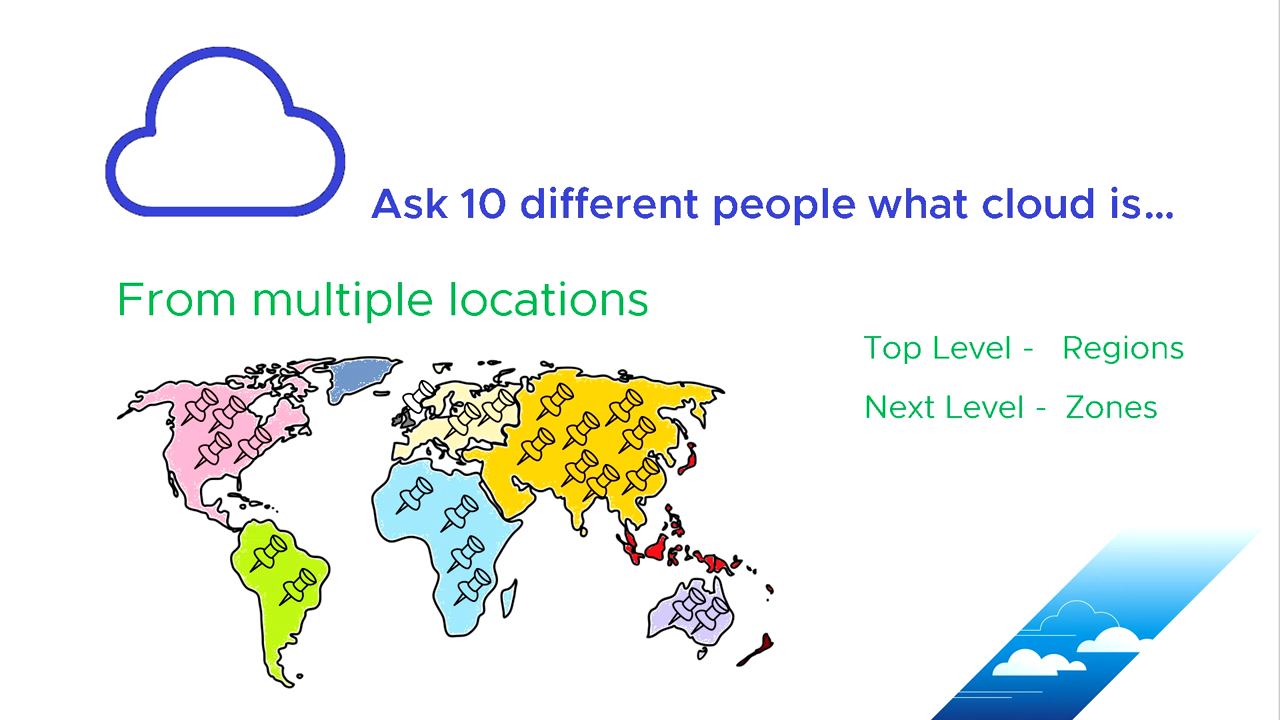 Ask 10 different people what cloud is...
From multiple locations
Top Level - Regions
Next Level - Zones